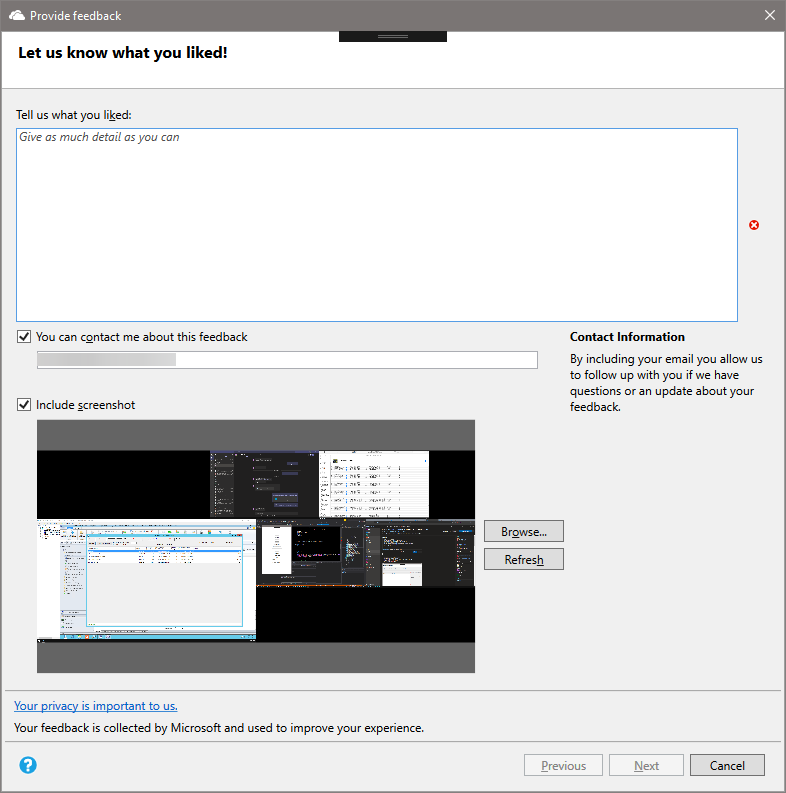 Provide feedback
Let us know what you liked!
Tell us what you liked:
Give as much detail as you can
You can contact me about this feedback
Contact Information
By including your email you allow us
to follow up with you if we have
questions or an update about your
feedback.
Include screenshot
Browse...
Refresh
Your privacy is important to us.
Your feedback is collected by Microsoft and used to improve your experience.
Previous
Next
Cancel